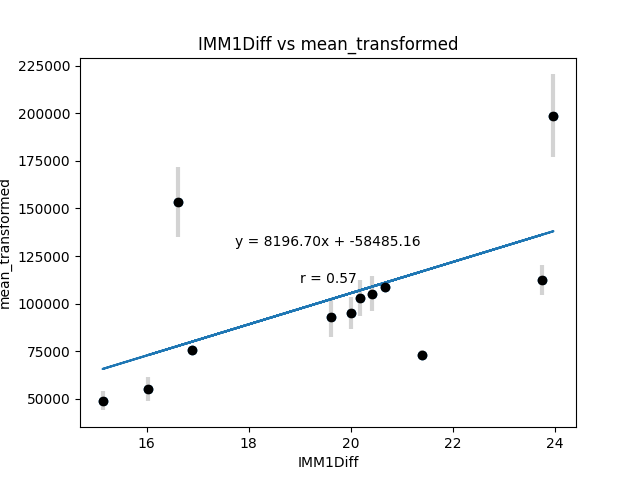 IMM1Diff vs mean_transformed
225000
200000
175000
150000
125000
100000
75000
50000
mean_transformed
y = 8196.70x + -58485.16
r = 0.57
16
18
20
22
24
IMM1Diff